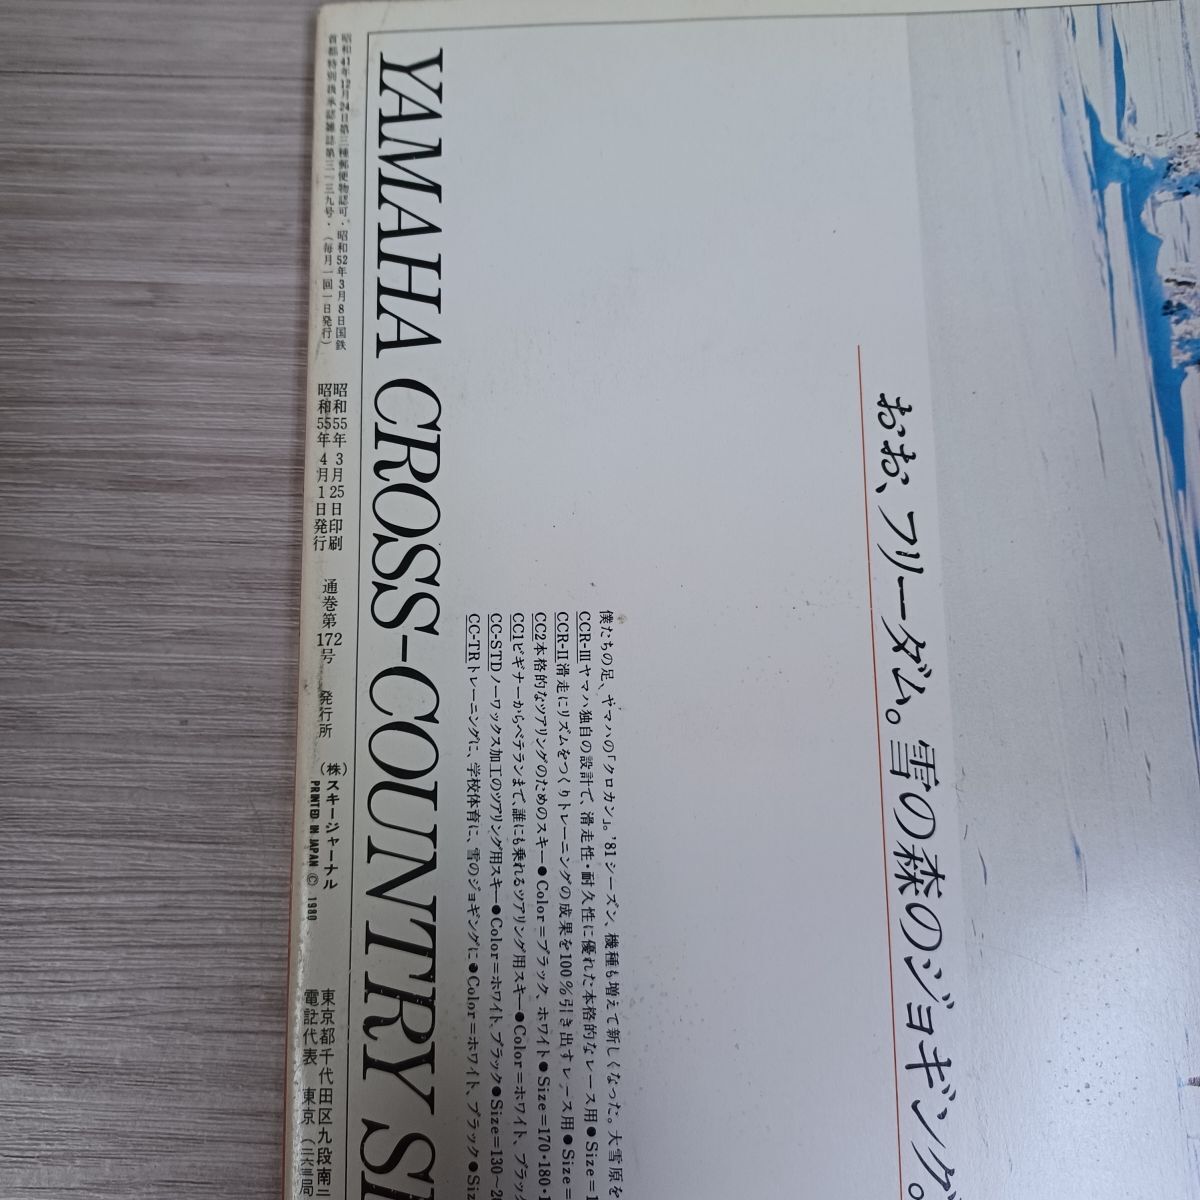 おお、フリーダム。雪の森のジョギング。
僕たちの足、ヤマハの「クロカン」。'81シーズン、機種も増えて新しくなった。大雪原を
CCR-IIIヤマハ独自の設計で、滑走性・耐久性に優れた本格的なレース用●Size=1
CCR-II滑走にリズムをつくりトレーニングの成果を100%引き出すレース用●Size=
CC2本格的なツアリングのためのスキー●Color=ブラック、ホワイト●Size=170・180・1
CC1ビギナーからベテランまで、誰にも乗れるツアリング用スキー●Color=ホワイト、ブラッ
CC-STDノーワックス加工のツアリング用スキー●Color=ホワイト、ブラック●Size=130〜20
CC-TRトレーニングに、学校体育に、雪のジョギングに●Color=ホワイト、ブラック●Siz
YAMAHA CROSS-COUNTRY S
昭和41年12月24日第三種郵便物認可・昭和52年3月8日国鉄
首都特別扱承認雑誌第三一三九号・(毎月一回一日発行)
昭和55年3月25日印刷
昭和55年4月1日発行
通巻第172号
発行所
(株)スキージャーナル
PRINTED IN JAPAN © 1980
東京都千代田区九段南
電話代表 東京